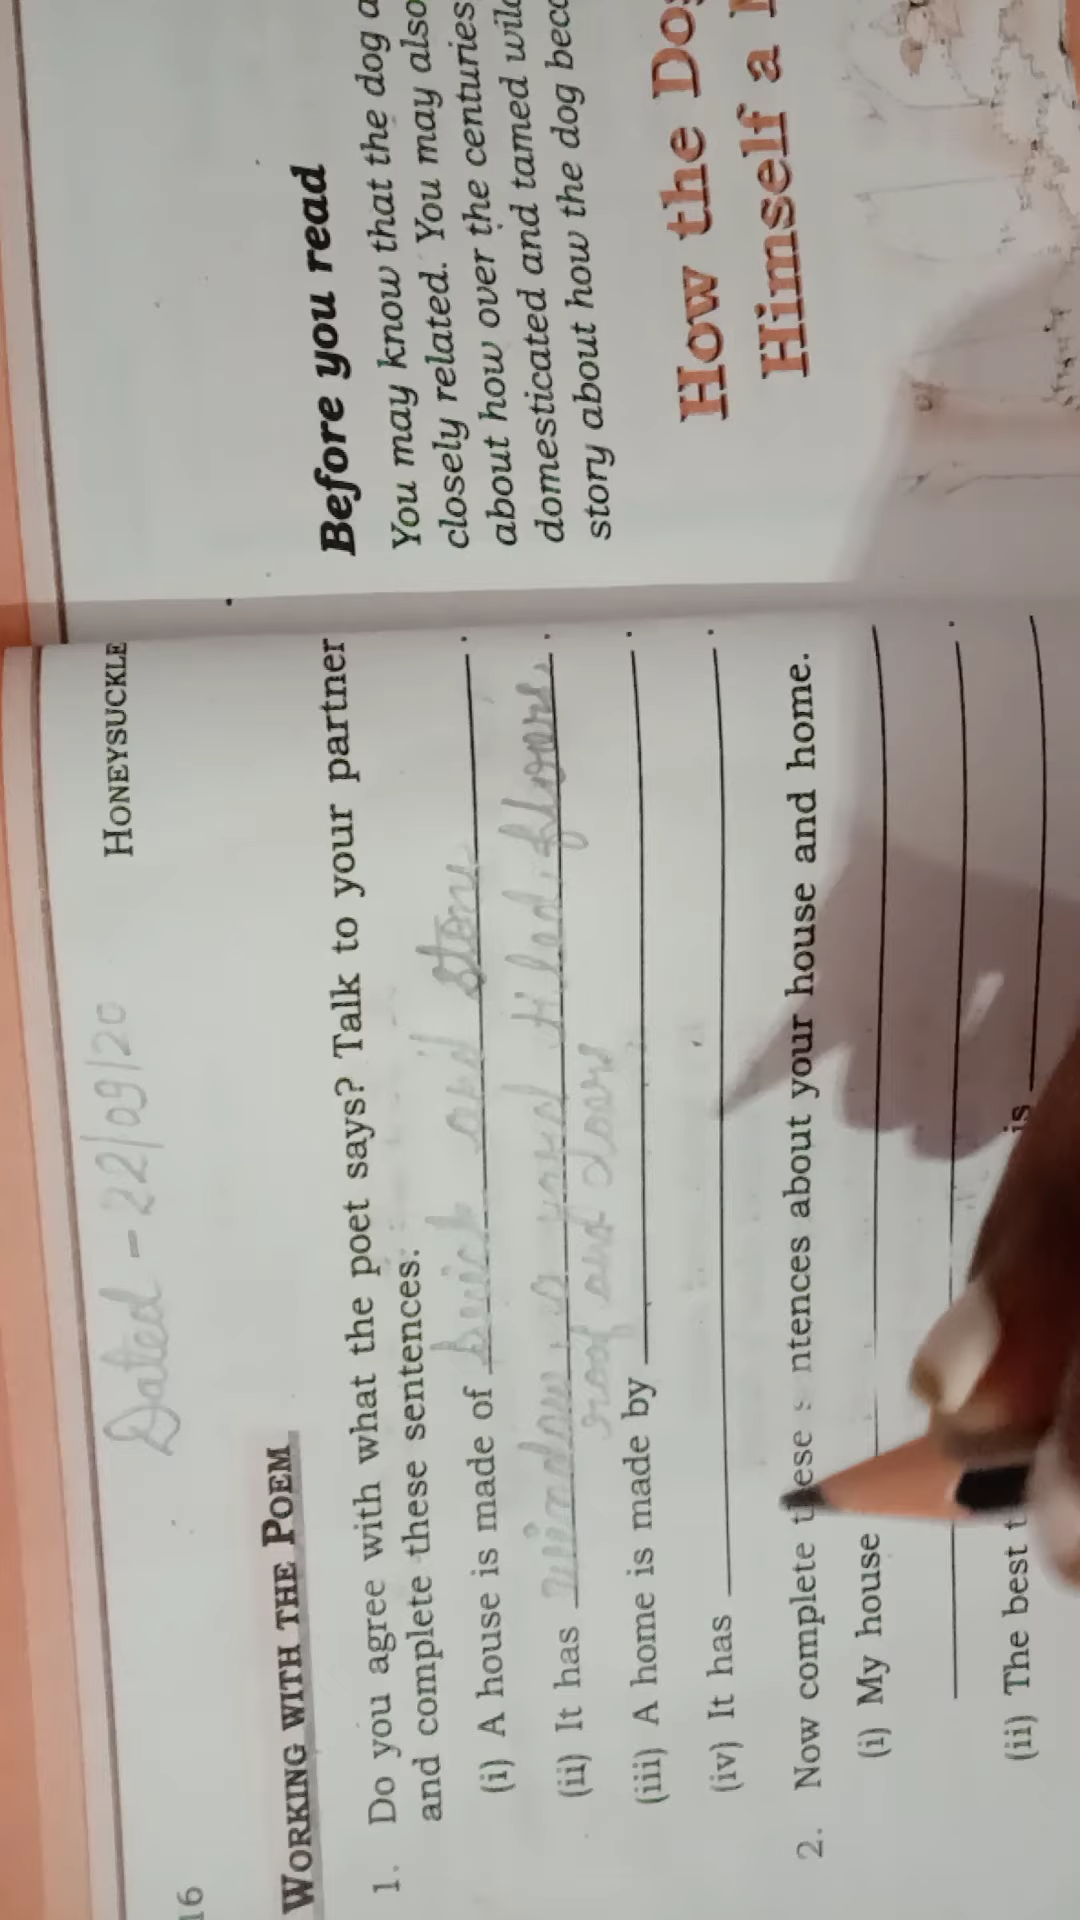 16
HONEYSUCKLE
Dated - 22/09/20
WORKING WITH THE POEM
1. Do you agree with what the poet says? Talk to your partner
and complete these sentences.
(i) A house is made of brick and stone.
(ii) It has window, yard tiled, floors.
roof and doors
(iii) A home is made by
(iv) It has
2. Now complete these s ntences about your house and home.
(i) My house
(ii) The best t is
Before you read
You may know that the dog a
closely related. You may also
about how over the centuries
domesticated and tamed wild
story about how the dog beco
How the Dog
Himself a